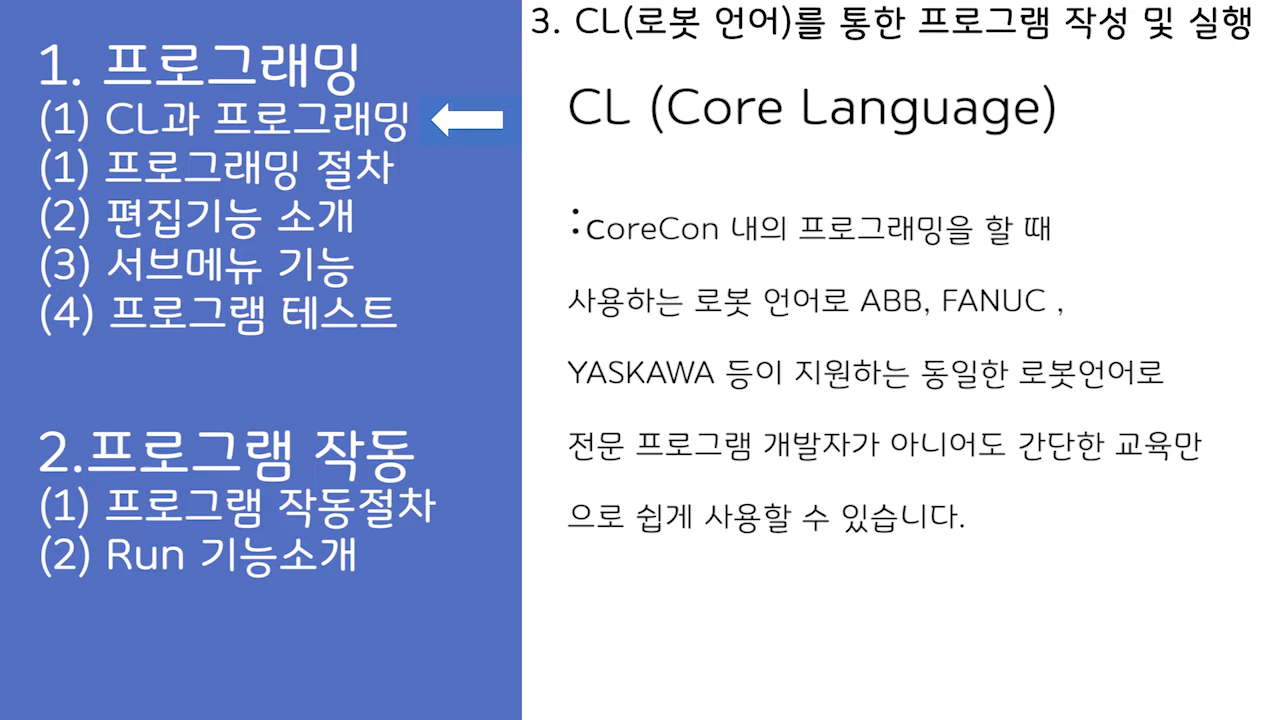 1. 프로그래밍
(1) CL과 프로그래밍
(1) 프로그래밍 절차
(2) 편집기능 소개
(3) 서브메뉴 기능
(4) 프로그램 테스트
2.프로그램 작동
(1) 프로그램 작동절차
(2) Run 기능소개
3. CL(로봇 언어)를 통한 프로그램 작성 및 실행
CL (Core Language)
:coreCon 내의 프로그래밍을 할 때
사용하는 로봇 언어로 ABB, FANUC ,
YASKAWA 등이 지원하는 동일한 로봇언어로
전문 프로그램 개발자가 아니어도 간단한 교육만
으로 쉽게 사용할 수 있습니다.